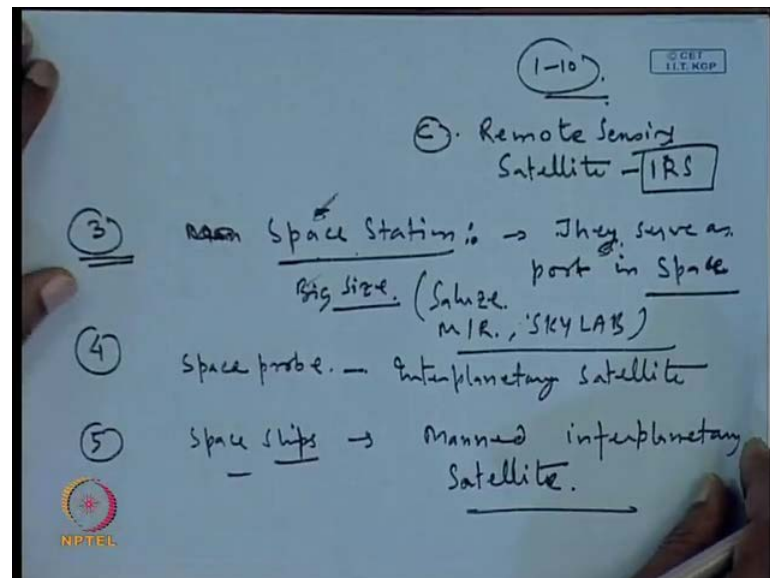 1-10.
© CET
I.I.T. KGP
C. Remote Sensing
Satellite - IRS
3 Space Station: → They serve as
port in Space
Big Size. (Saluze.
MIR., SKYLAB)
4 Space probe. - Interplanetary Satellite
5 Space Ships → Manned interplanetary
Satellite.
NPTEL